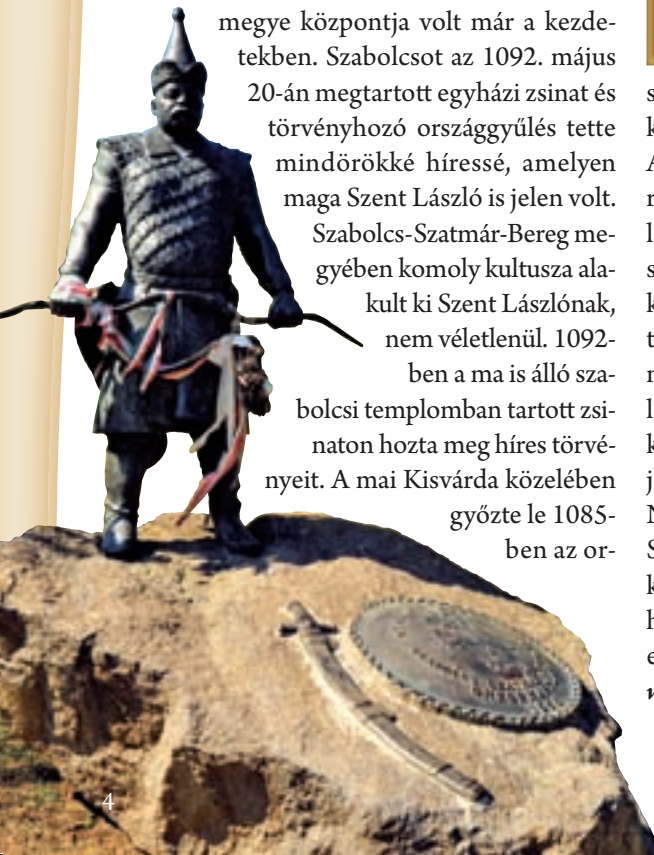 megye központja volt már a kezde-
tekben. Szabolcsot az 1092. május
20-án megtartott egyházi zsinat és
törvényhozó országgyűlés tette
mindörökké híressé, amelyen
maga Szent László is jelen volt.
Szabolcs-Szatmár-Bereg me-
gyében komoly kultusza ala-
kult ki Szent Lászlónak,
nem véletlenül. 1092-
ben a ma is álló sza-
bolcsi templomban tartott zsi-
naton hozta meg híres törvé-
nyeit. A mai Kisvárda közelében
győzte le 1085-
ben az or-
4